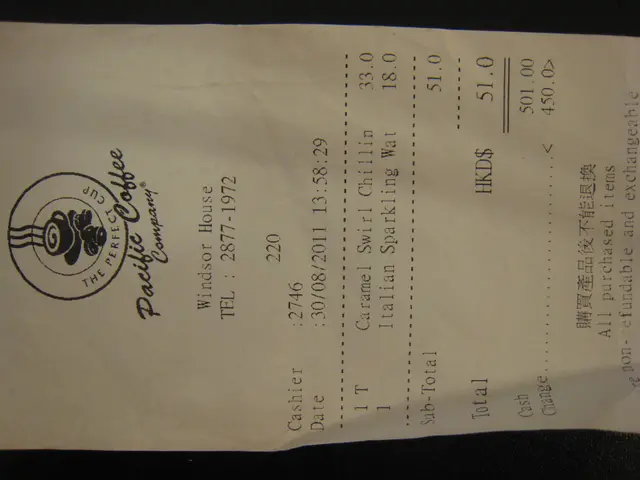 THE PERFECT CUP
Pacific Coffee
Company®
Windsor House
TEL : 2877-1972
220
Cashier :2746
Date :30/08/2011 13:58:29
1 T Caramel Swirl Chillin 33.0
1 Italian Sparkling Wat 18.0
Sub-Total 51.0
Total HKD$ 51.0
Cash 501.00
Change......................< 450.0>
購買產品後不能退換
All purchased items
non-refundable and exchangeable